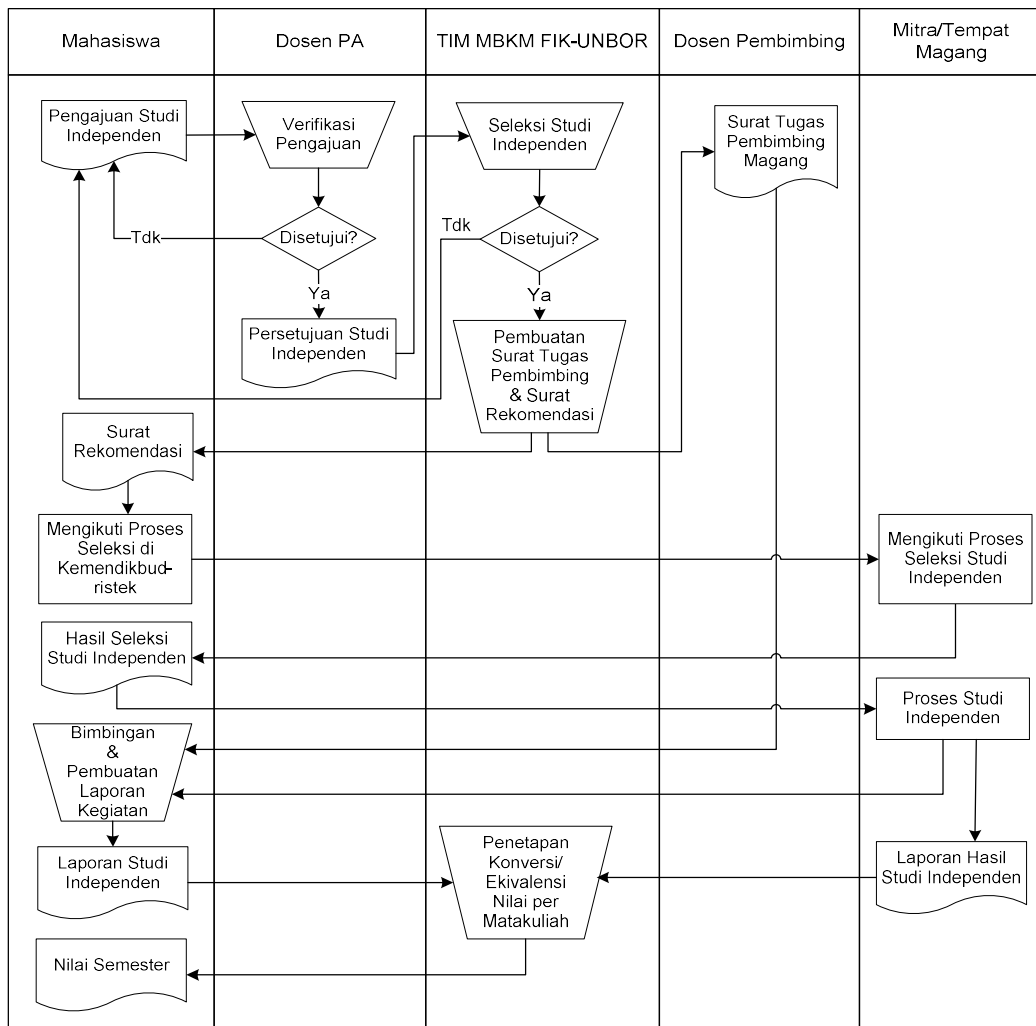 Mahasiswa
Dosen PA
TIM MBKM FIK-UNBOR
Dosen Pembimbing
Mitra/Tempat
Magang
Pengajuan Studi
Independen
Verifikasi
Pengajuan
Seleksi Studi
Independen
Surat Tugas
Pembimbing
Magang
Tdk
Disetujui?
Tdk
Disetujui?
Ya
Ya
Persetujuan Studi
Independen
Pembuatan
Surat Tugas
Pembimbing
& Surat
Rekomendasi
Surat
Rekomendasi
Mengikuti Proses
Seleksi di
Kemendikbud-
ristek
Mengikuti Proses
Seleksi Studi
Independen
Hasil Seleksi
Studi Independen
Proses Studi
Independen
Bimbingan
&
Pembuatan
Laporan
Kegiatan
Laporan Studi
Independen
Penetapan
Konversi/
Ekivalensi
Nilai per
Matakuliah
Laporan Hasil
Studi Independen
Nilai Semester